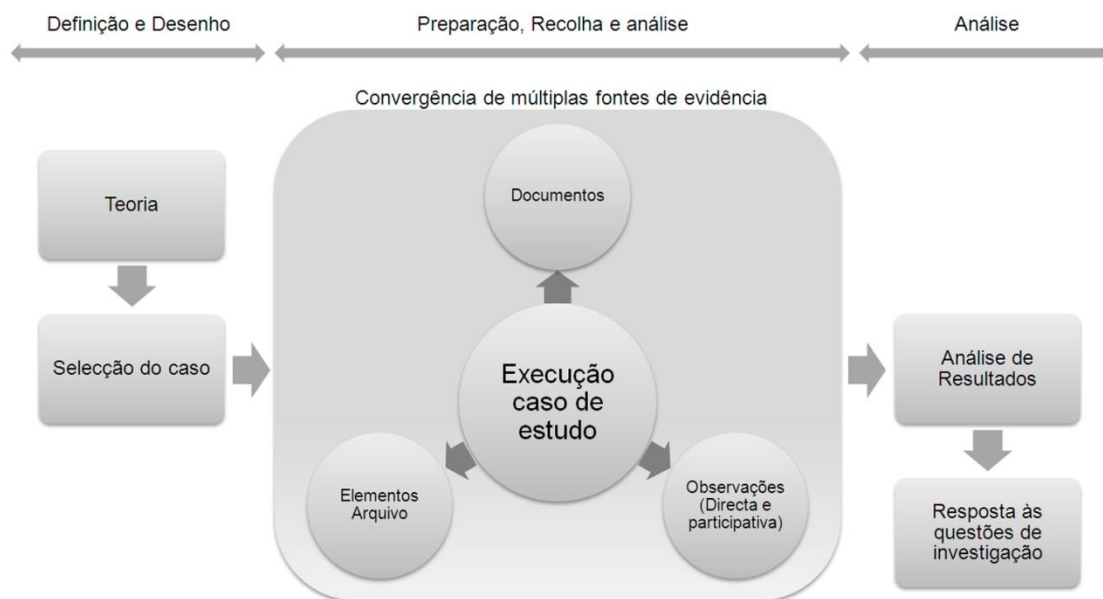 Definição e Desenho
Preparação, Recolha e análise
Análise
Convergência de múltiplas fontes de evidência
Teoria
Selecção do caso
Documentos
Execução
caso de
estudo
Elementos
Arquivo
Observações
(Directa e
participativa)
Análise de
Resultados
Resposta às
questões de
investigação